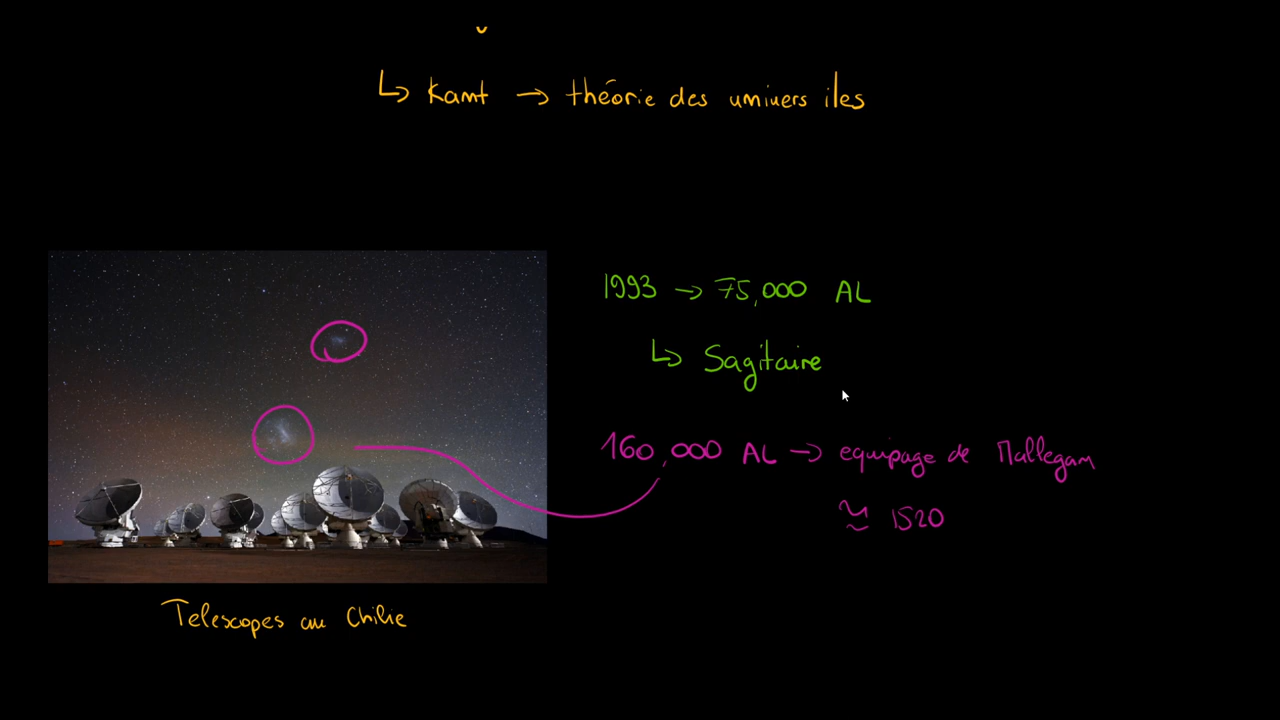 ↳ Kant → théorie des univers iles
1993 → 75,000 AL
↳ Sagitaire
160,000 AL → equipage de Mallegan
≃ 1520
Telescopes au Chilie